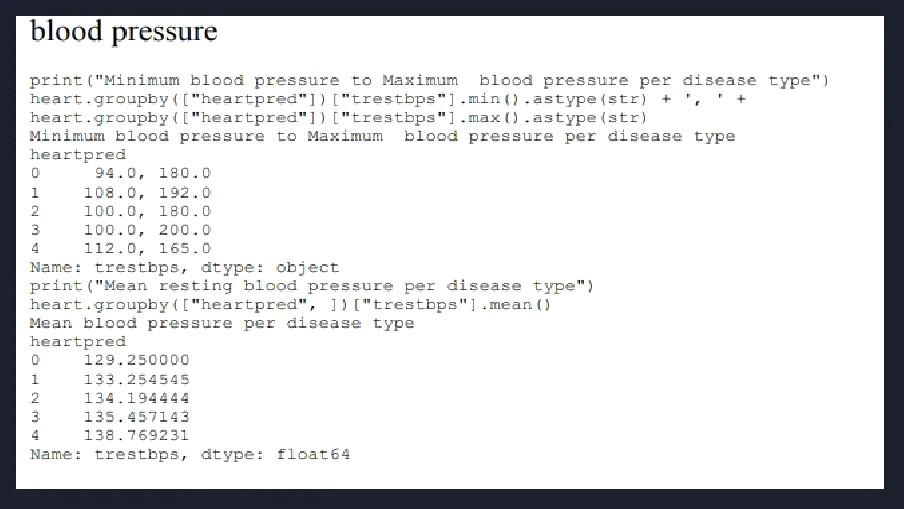 blood pressure
print("Minimum blood pressure to Maximum  blood pressure per disease type")
heart.groupby(["heartpred"])["trestbps"].min().astype(str) + ', ' +
heart.groupby(["heartpred"])["trestbps"].max().astype(str)
Minimum blood pressure to Maximum  blood pressure per disease type
heartpred
0     94.0, 180.0
1    108.0, 192.0
2    100.0, 180.0
3    100.0, 200.0
4    112.0, 165.0
Name: trestbps, dtype: object
print("Mean resting blood pressure per disease type")
heart.groupby(["heartpred", ])["trestbps"].mean()
Mean blood pressure per disease type
heartpred
0    129.250000
1    133.254545
2    134.194444
3    135.457143
4    138.769231
Name: trestbps, dtype: float64